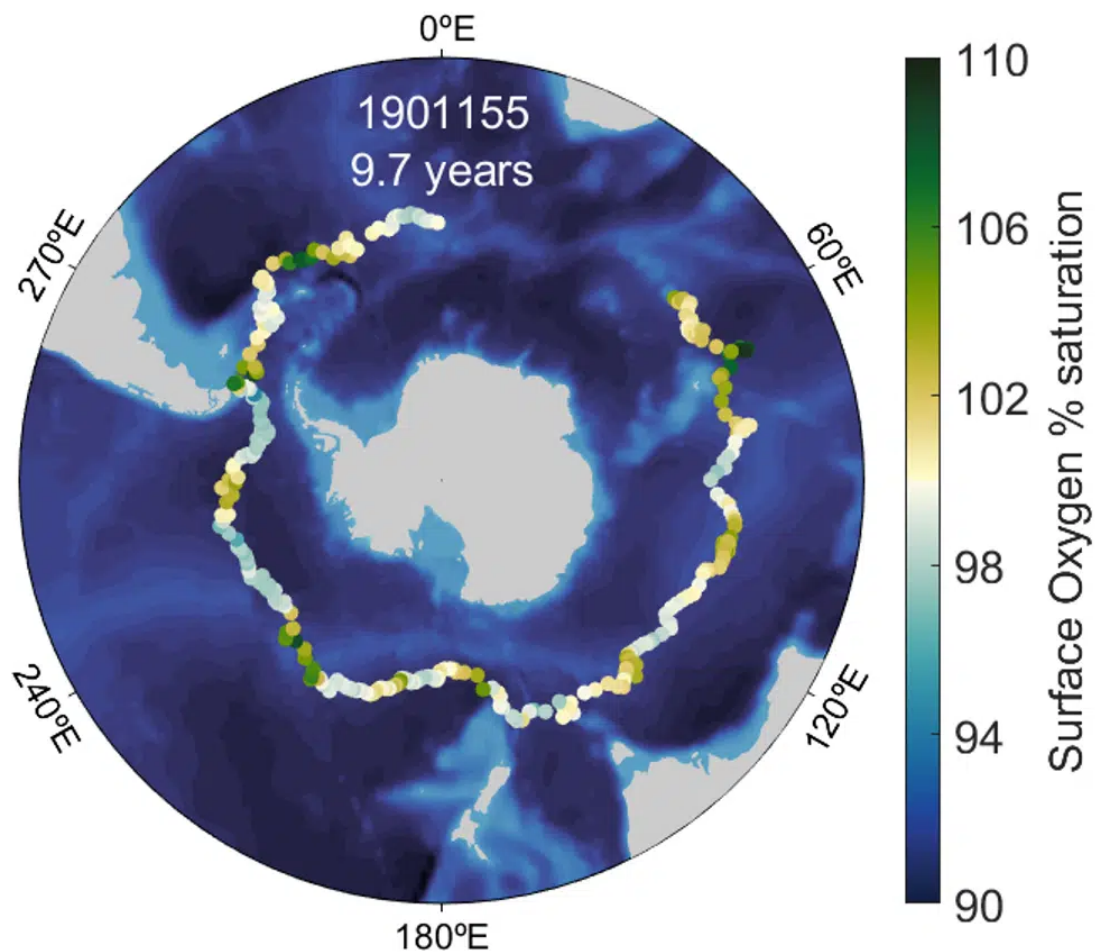 0ºE
1901155
9.7 years
60ºE
120ºE
180ºE
240ºE
270ºE
110
106
102
98
94
90
Surface Oxygen % saturation